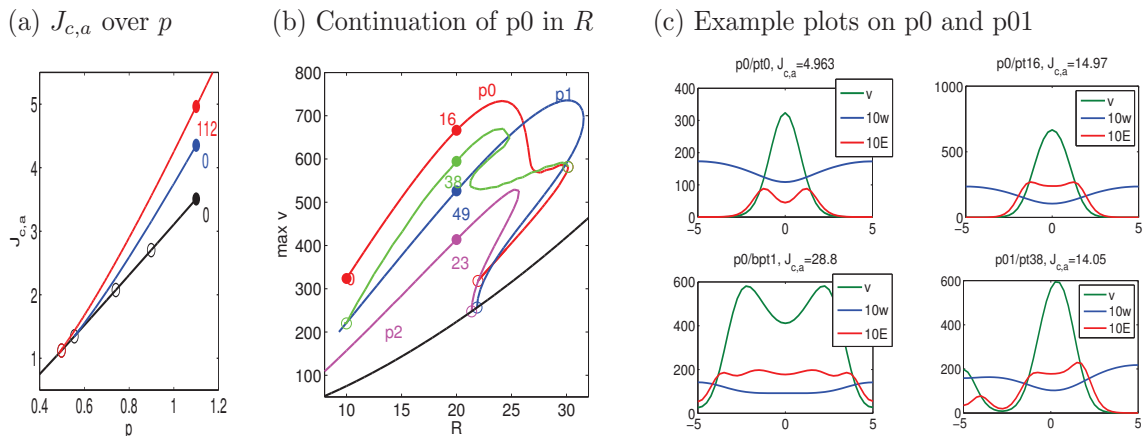 (a) J_{c,a} over p
(b) Continuation of p0 in R
(c) Example plots on p0 and p01
5
4
3
2
1
J_{c,a}
112
0
0
0.4 0.6 0.8 1 1.2
p
800
700
600
500
400
300
200
100
max v
p0
p1
16
38
49
23
p2
0
10 15 20 25 30
R
p0/pt0, J_{c,a}=4.963
400
300
200
100
0
v
10w
10E
−5 0 5
p0/pt16, J_{c,a}=14.97
1000
500
0
v
10w
10E
−5 0 5
p0/bpt1, J_{c,a}=28.8
600
400
200
0
v
10w
10E
−5 0 5
p01/pt38, J_{c,a}=14.05
600
400
200
0
v
10w
10E
−5 0 5